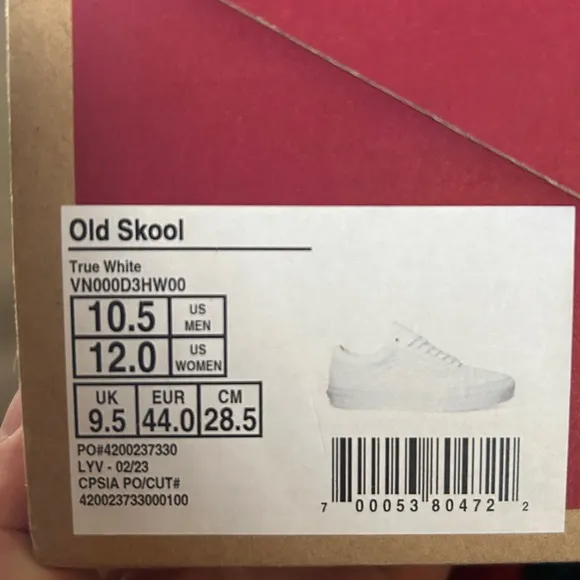 Old Skool
True White
VN000D3HW00
10.5 US MEN
12.0 US WOMEN
UK EUR CM
9.5 44.0 28.5
PO#4200237330
LYV - 02/23
CPSIA PO/CUT#
420023733000100
7 00053 80472 2